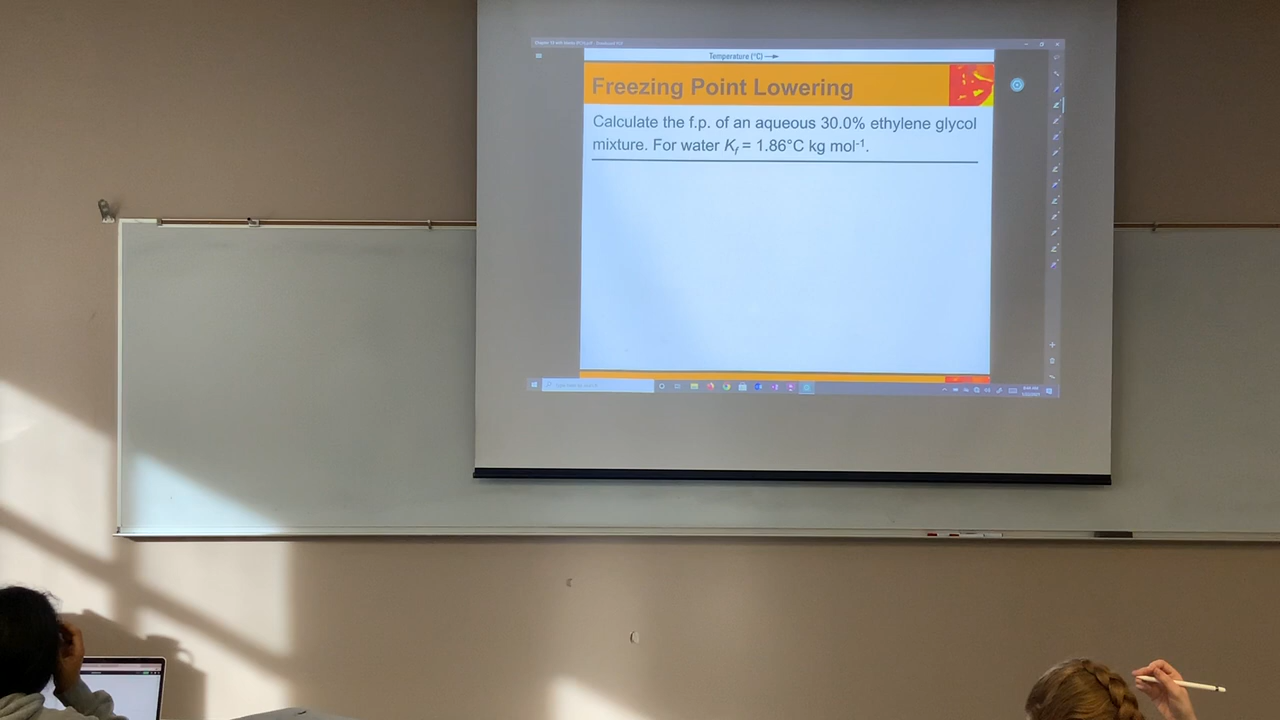 Temperature (°C)
Freezing Point Lowering
Calculate the f.p. of an aqueous 30.0% ethylene glycol
mixture. For water Kf = 1.86°C kg mol-1.